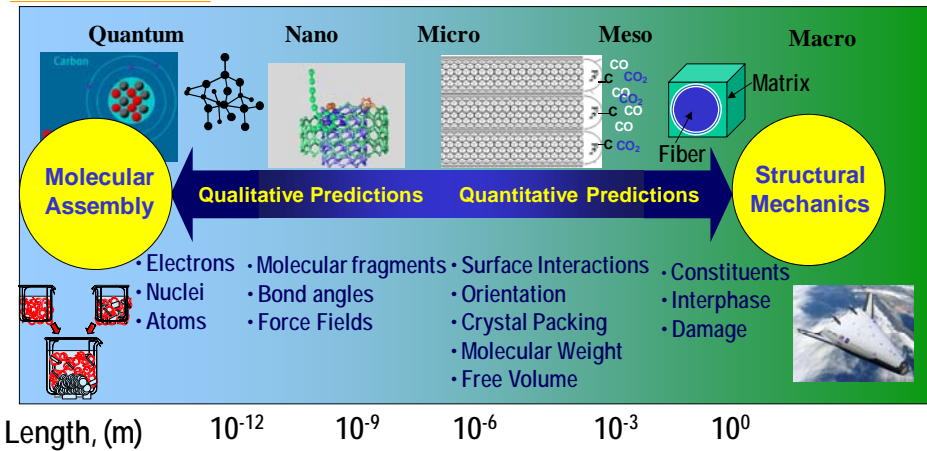 Quantum Nano Micro Meso Macro
Carbon
CO
C CO₂
CO
CO₂
C CO
CO
C CO₂
Matrix
Fiber
Molecular
Assembly
Qualitative Predictions Quantitative Predictions
Structural
Mechanics
· Electrons
· Nuclei
· Atoms
· Molecular fragments
· Bond angles
· Force Fields
· Surface Interactions
· Orientation
· Crystal Packing
· Molecular Weight
· Free Volume
· Constituents
· Interphase
· Damage
Length, (m) 10⁻¹² 10⁻⁹ 10⁻⁶ 10⁻³ 10⁰